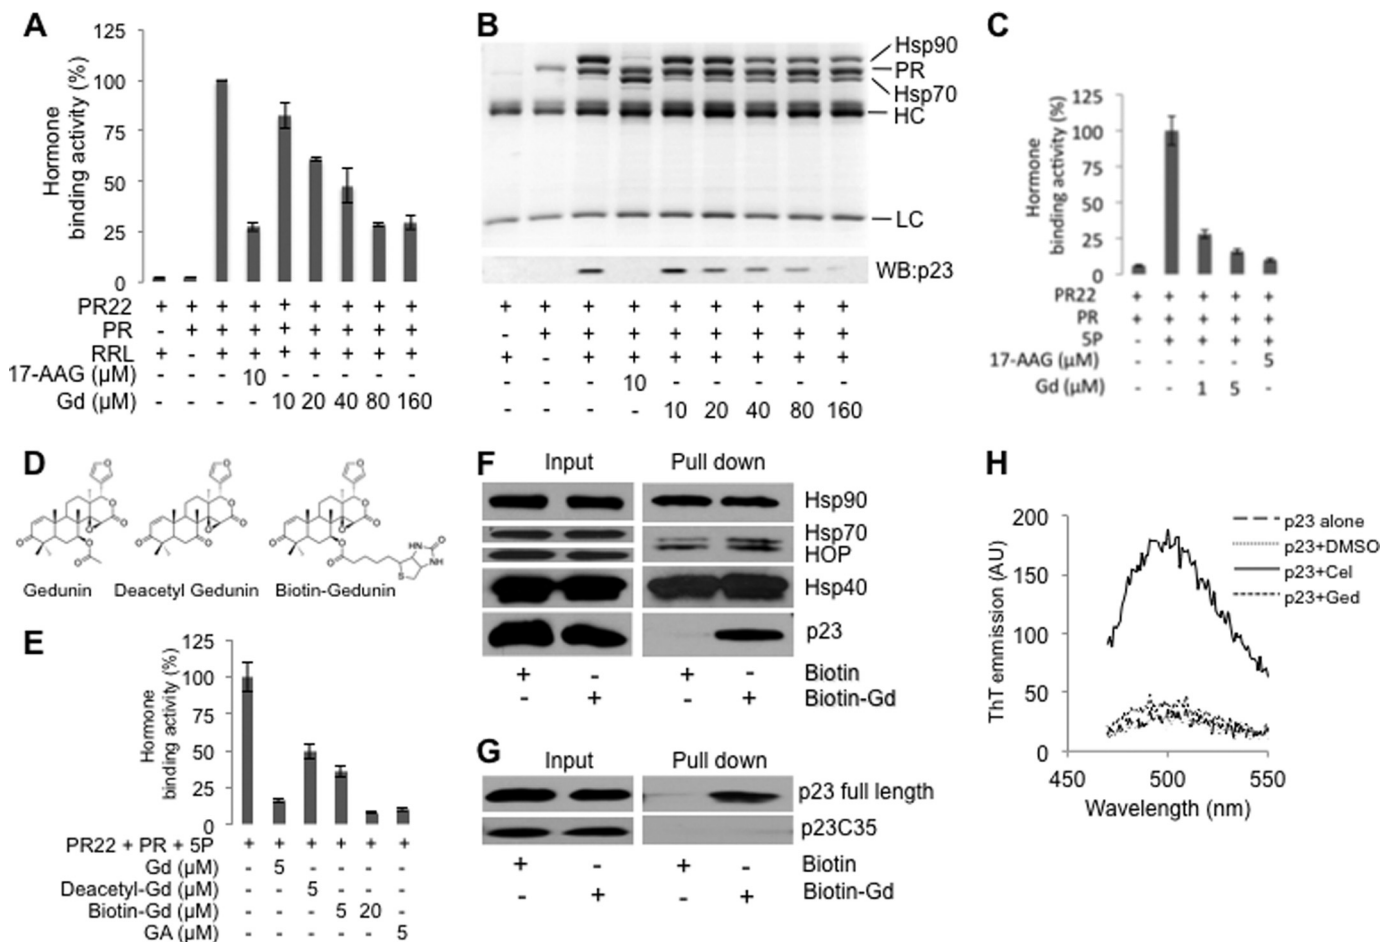 A
Hormone
binding activity (%)
125
100
75
50
25
0
PR22 + + + + + + + + +
PR - + + + + + + + +
RRL + - + + + + + + +
17-AAG (µM) - - - 10 - - - - -
Gd (µM) - - - - 10 20 40 80 160
B
Hsp90
PR
Hsp70
HC
LC
WB:p23
+ + + + + + + + +
- + + + + + + + +
+ - + + + + + + +
- - - 10 - - - - -
- - - - 10 20 40 80 160
C
Hormone
binding activity (%)
125
100
75
50
25
0
PR22 + + + + +
PR + + + + +
5P - + + + +
17-AAG (µM) - - - - 5
Gd (µM) - - 1 5 -
D
Gedunin
Deacetyl Gedunin
Biotin-Gedunin
E
Hormone
binding activity (%)
125
100
75
50
25
0
PR22 + PR + 5P + + + + + +
Gd (µM) - 5 - - - -
Deacetyl-Gd (µM) - - 5 - - -
Biotin-Gd (µM) - - - 5 20 -
GA (µM) - - - - - 5
F
Input Pull down
Hsp90
Hsp70
HOP
Hsp40
p23
+ - + - Biotin
- + - + Biotin-Gd
G
Input Pull down
p23 full length
p23C35
+ - + - Biotin
- + - + Biotin-Gd
H
ThT emmission (AU)
200
150
100
50
0
450 500 550
Wavelength (nm)
p23 alone
p23+DMSO
p23+Cel
p23+Ged